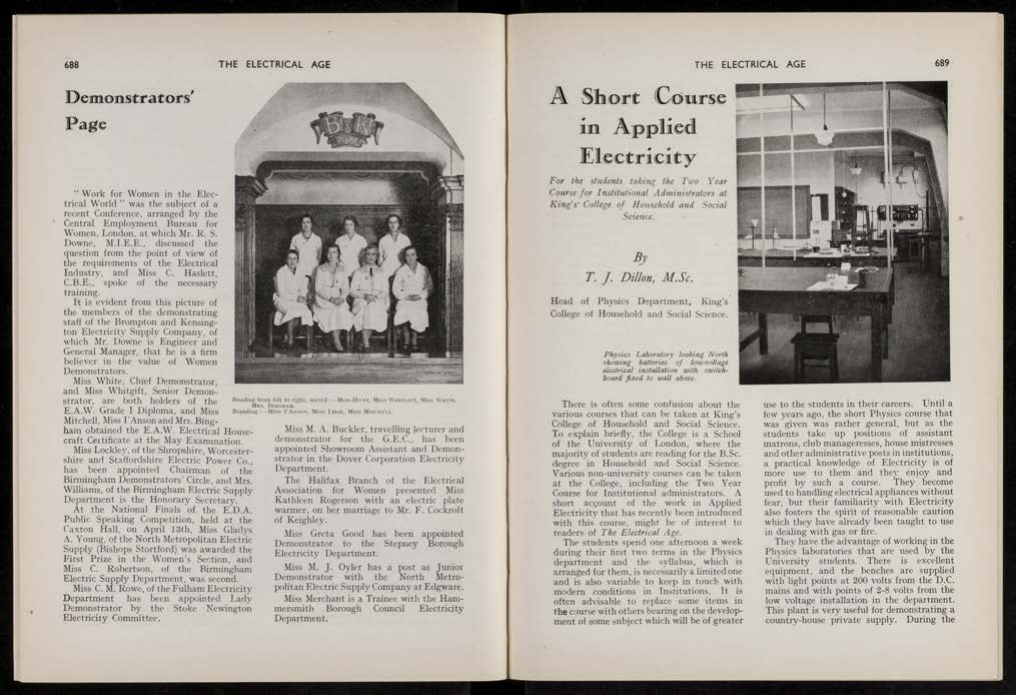 688
THE ELECTRICAL AGE
Demonstrators'
Page
" Work for Women in the Elec-
trical World " was the subject of a
recent Conference, arranged by the
Central Employment Bureau for
Women, London, at which Mr. R. S.
Downe, M.I.E.E., discussed the
question from the point of view of
the requirements of the Electrical
Industry, and Miss C. Haslett,
C.B.E., spoke of the necessary
training.
It is evident from this picture of
the members of the demonstrating
staff of the Brompton and Kensing-
ton Electricity Supply Company, of
which Mr. Downe is Engineer and
General Manager, that he is a firm
believer in the value of Women
Demonstrators.
Miss White, Chief Demonstrator,
and Miss Whitgift, Senior Demon-
strator, are both holders of the
E.A.W. Grade I Diploma, and Miss
Mitchell, Miss I'Anson and Mrs. Bing-
ham obtained the E.A.W. Electrical House-
craft Certificate at the May Examination.
Miss Lockley, of the Shropshire, Worcester-
shire and Staffordshire Electric Power Co.,
has been appointed Chairman of the
Birmingham Demonstrators' Circle, and Mrs.
Williams, of the Birmingham Electric Supply
Department is the Honorary Secretary.
At the National Finals of the E.D.A.
Public Speaking Competition, held at the
Caxton Hall, on April 13th, Miss Gladys
A. Young, of the North Metropolitan Electric
Supply (Bishops Stortford) was awarded the
First Prize in the Women's Section, and
Miss C. Robertson, of the Birmingham
Electric Supply Department, was second.
Miss C. M. Rowe, of the Fulham Electricity
Department has been appointed Lady
Demonstrator by the Stoke Newington
Electricity Committee.
B K
Reading from left to right, seated :—Miss Hunt, Miss Whitgift, Miss White,
Mrs. Bingham.
Standing :—Miss I'Anson, Miss Mitchell.
Miss M. A. Buckler, travelling lecturer and
demonstrator for the G.E.C., has been
appointed Showroom Assistant and Demon-
strator in the Dover Corporation Electricity
Department.
The Halifax Branch of the Electrical
Association for Women presented Miss
Kathleen Rogerson with an electric plate
warmer, on her marriage to Mr. F. Cockroft
of Keighley.
Miss Greta Good has been appointed
Demonstrator to the Stepney Borough
Electricity Department.
Miss M. J. Oyler has a post as Junior
Demonstrator with the North Metro-
politan Electric Supply Company at Edgware.
Miss Merchant is a Trainee with the Ham-
mersmith Borough Council Electricity
Department.
THE ELECTRICAL AGE
689
A Short Course
in Applied
Electricity
For the students taking the Two Year
Course for Institutional Administrators at
King's College of Household and Social
Science.
By
T. J. Dillon, M.Sc.
Head of Physics Department, King's
College of Household and Social Science.
Physics Laboratory looking North
showing batteries of low-voltage
electrical installation with switch-
board fixed to wall above.
There is often some confusion about the
various courses that can be taken at King's
College of Household and Social Science.
To explain briefly, the College is a School
of the University of London, where the
majority of students are reading for the B.Sc.
degree in Household and Social Science.
Various non-university courses can be taken
at the College, including the Two Year
Course for Institutional administrators. A
short account of the work in Applied
Electricity that has recently been introduced
with this course, might be of interest to
readers of The Electrical Age.
The students spend one afternoon a week
during their first two terms in the Physics
department and the syllabus, which is
arranged for them, is necessarily a limited one
and is also variable to keep in touch with
modern conditions in Institutions. It is
often advisable to replace some items in
the course with others bearing on the develop-
ment of some subject which will be of greater
use to the students in their careers. Until a
few years ago, the short Physics course that
was given was rather general, but as the
students take up positions of assistant
matrons, club manageresses, house mistresses
and other administrative posts in institutions,
a practical knowledge of Electricity is of
more use to them and they enjoy and
profit by such a course. They become
used to handling electrical appliances without
fear, but their familiarity with Electricity
also fosters the spirit of reasonable caution
which they have already been taught to use
in dealing with gas or fire.
They have the advantage of working in the
Physics laboratories that are used by the
University students. There is excellent
equipment, and the benches are supplied
with light points at 200 volts from the D.C.
mains and with points of 2-8 volts from the
low voltage installation in the department.
This plant is very useful for demonstrating a
country-house private supply. During the